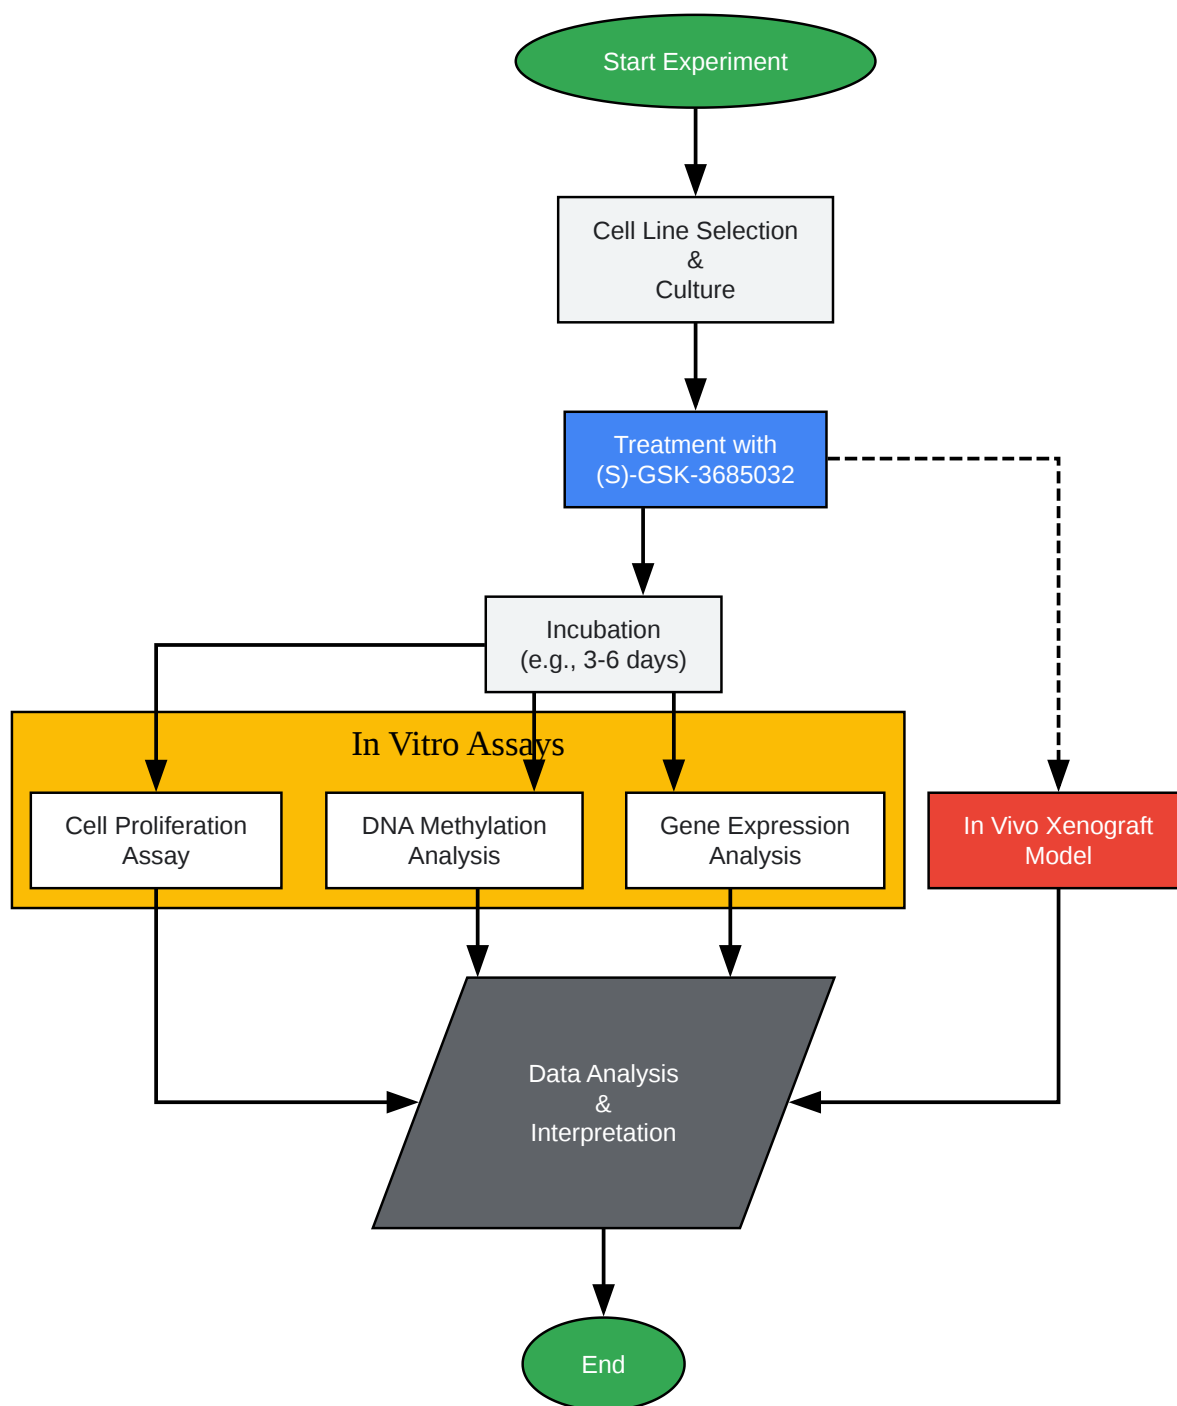 Start Experiment
Cell Line Selection
&
Culture
Treatment with
(S)-GSK-3685032
Incubation
(e.g., 3-6 days)
In Vitro Assays
Cell Proliferation
Assay
DNA Methylation
Analysis
Gene Expression
Analysis
In Vivo Xenograft
Model
Data Analysis
&
Interpretation
End